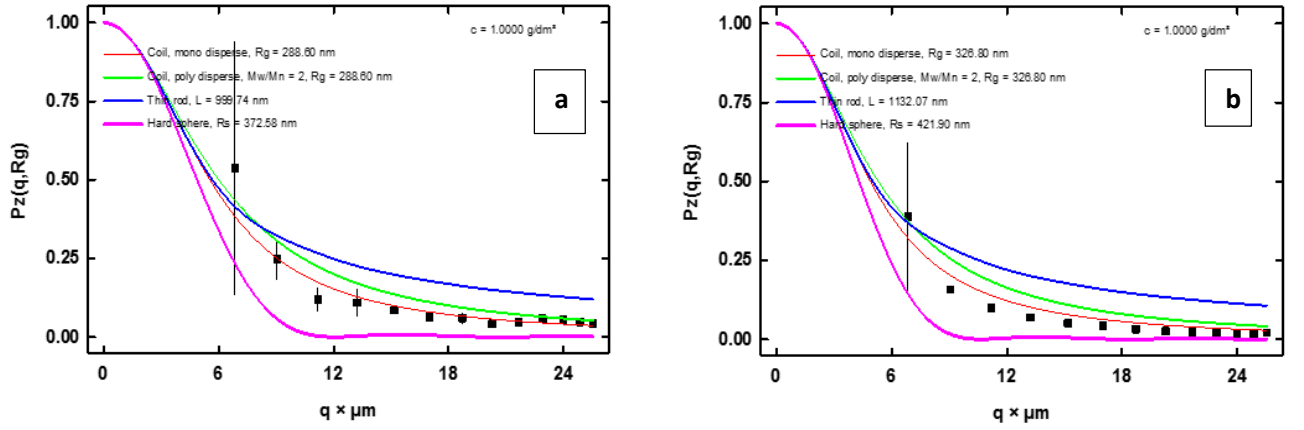 1.00
c = 1.0000 g/dm³
Coil, mono disperse, Rg = 288.60 nm
Coil, poly disperse, Mw/Mn = 2, Rg = 288.60 nm
0.75
Thin rod, L = 999.74 nm
a
Hard sphere, Rs = 372.58 nm
Pz(q,Rg)
0.50
0.25
0.00
0 6 12 18 24
q × µm
1.00
c = 1.0000 g/dm³
Coil, mono disperse, Rg = 326.80 nm
Coil, poly disperse, Mw/Mn = 2, Rg = 326.80 nm
0.75
Thin rod, L = 1132.07 nm
b
Hard sphere, Rs = 421.90 nm
Pz(q,Rg)
0.50
0.25
0.00
0 6 12 18 24
q × µm